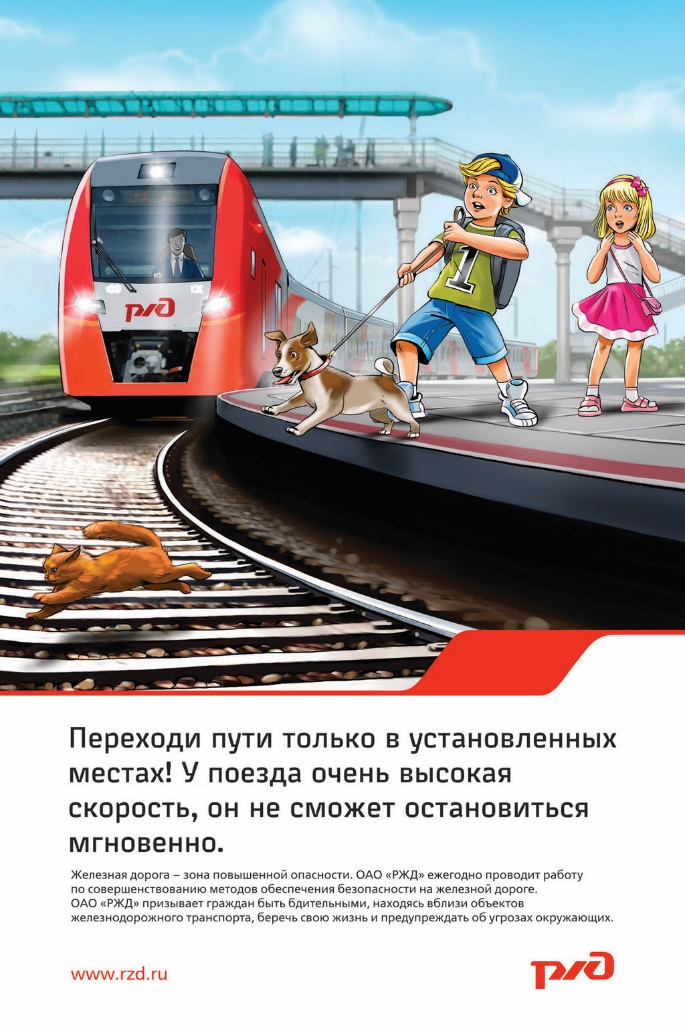 РЖД
1
Переходи пути только в установленных
местах! У поезда очень высокая
скорость, он не сможет остановиться
мгновенно.
Железная дорога – зона повышенной опасности. ОАО «РЖД» ежегодно проводит работу
по совершенствованию методов обеспечения безопасности на железной дороге.
ОАО «РЖД» призывает граждан быть бдительными, находясь вблизи объектов
железнодорожного транспорта, беречь свою жизнь и предупреждать об угрозах окружающих.
www.rzd.ru
РЖД